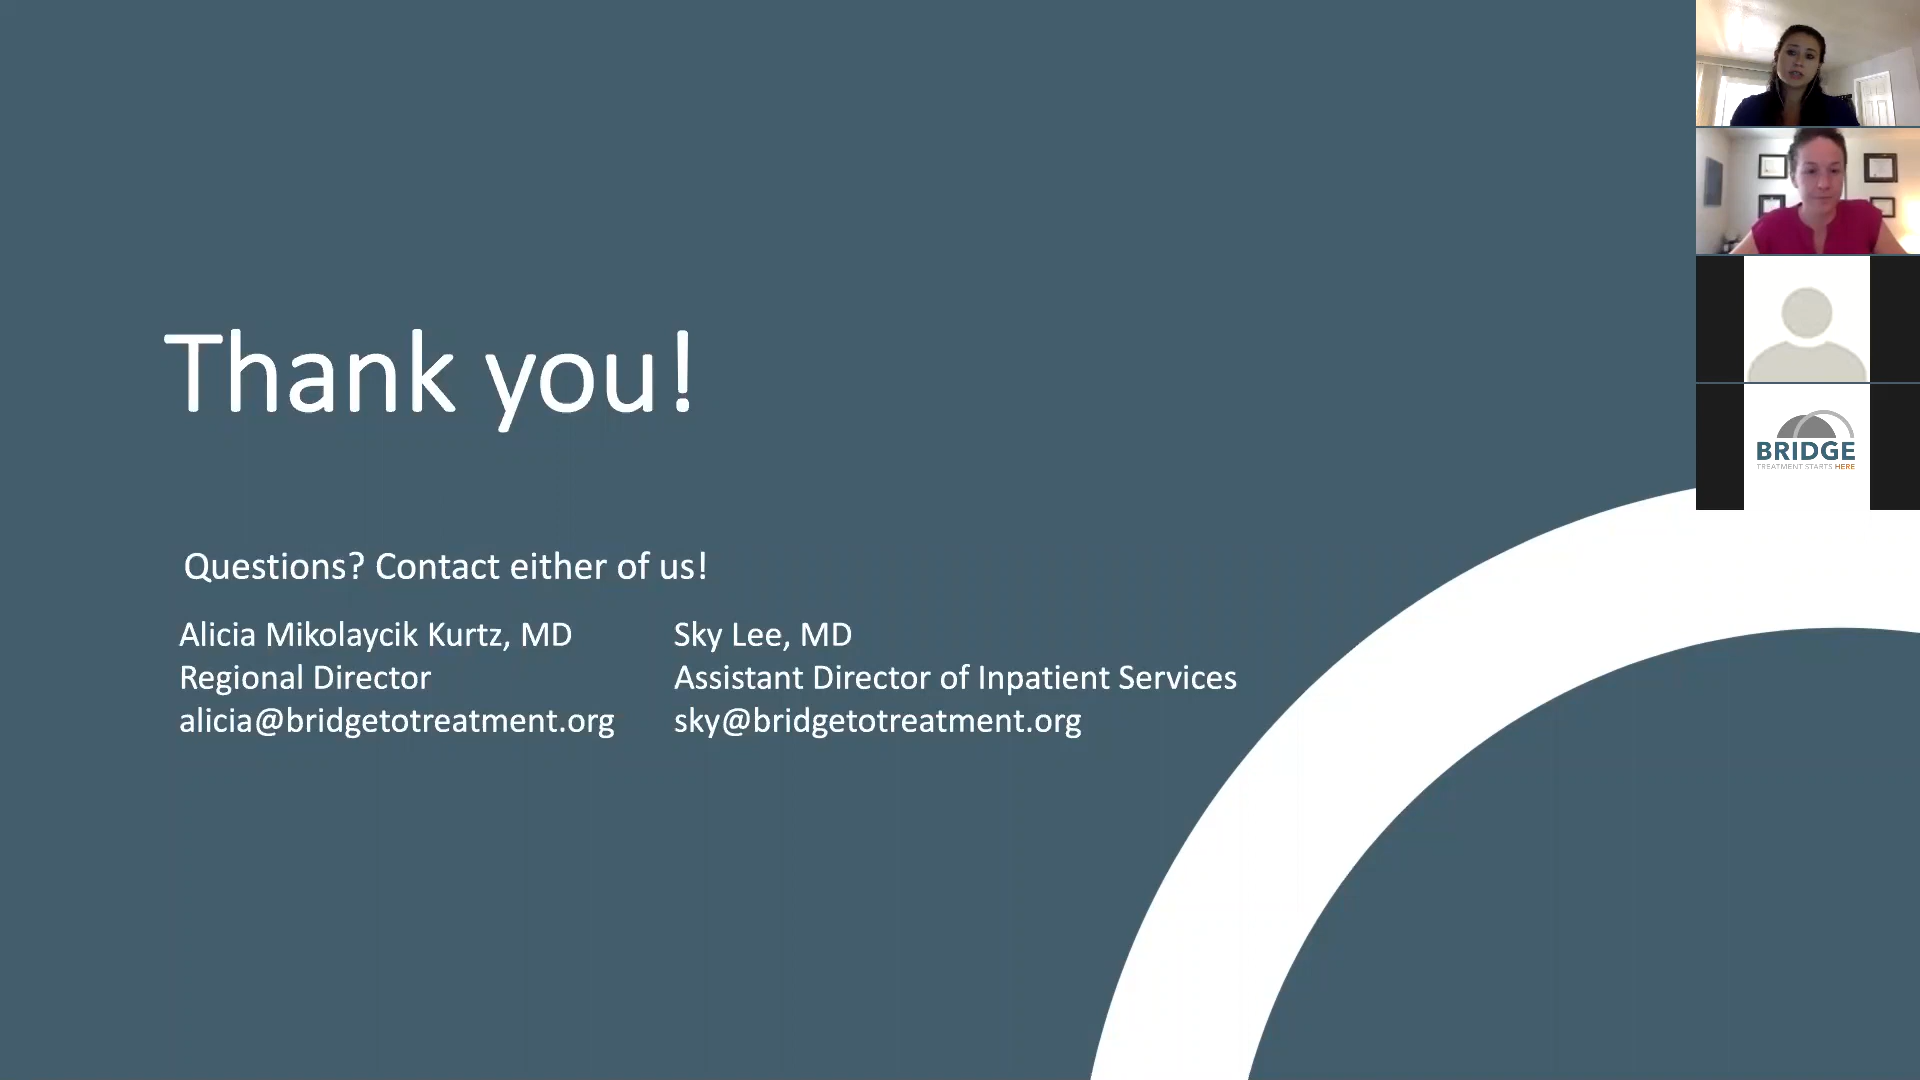 Thank you!
Questions? Contact either of us!
Alicia Mikolaycik Kurtz, MD
Regional Director
alicia@bridgetotreatment.org
Sky Lee, MD
Assistant Director of Inpatient Services
sky@bridgetotreatment.org
BRIDGE
TREATMENT STARTS HERE